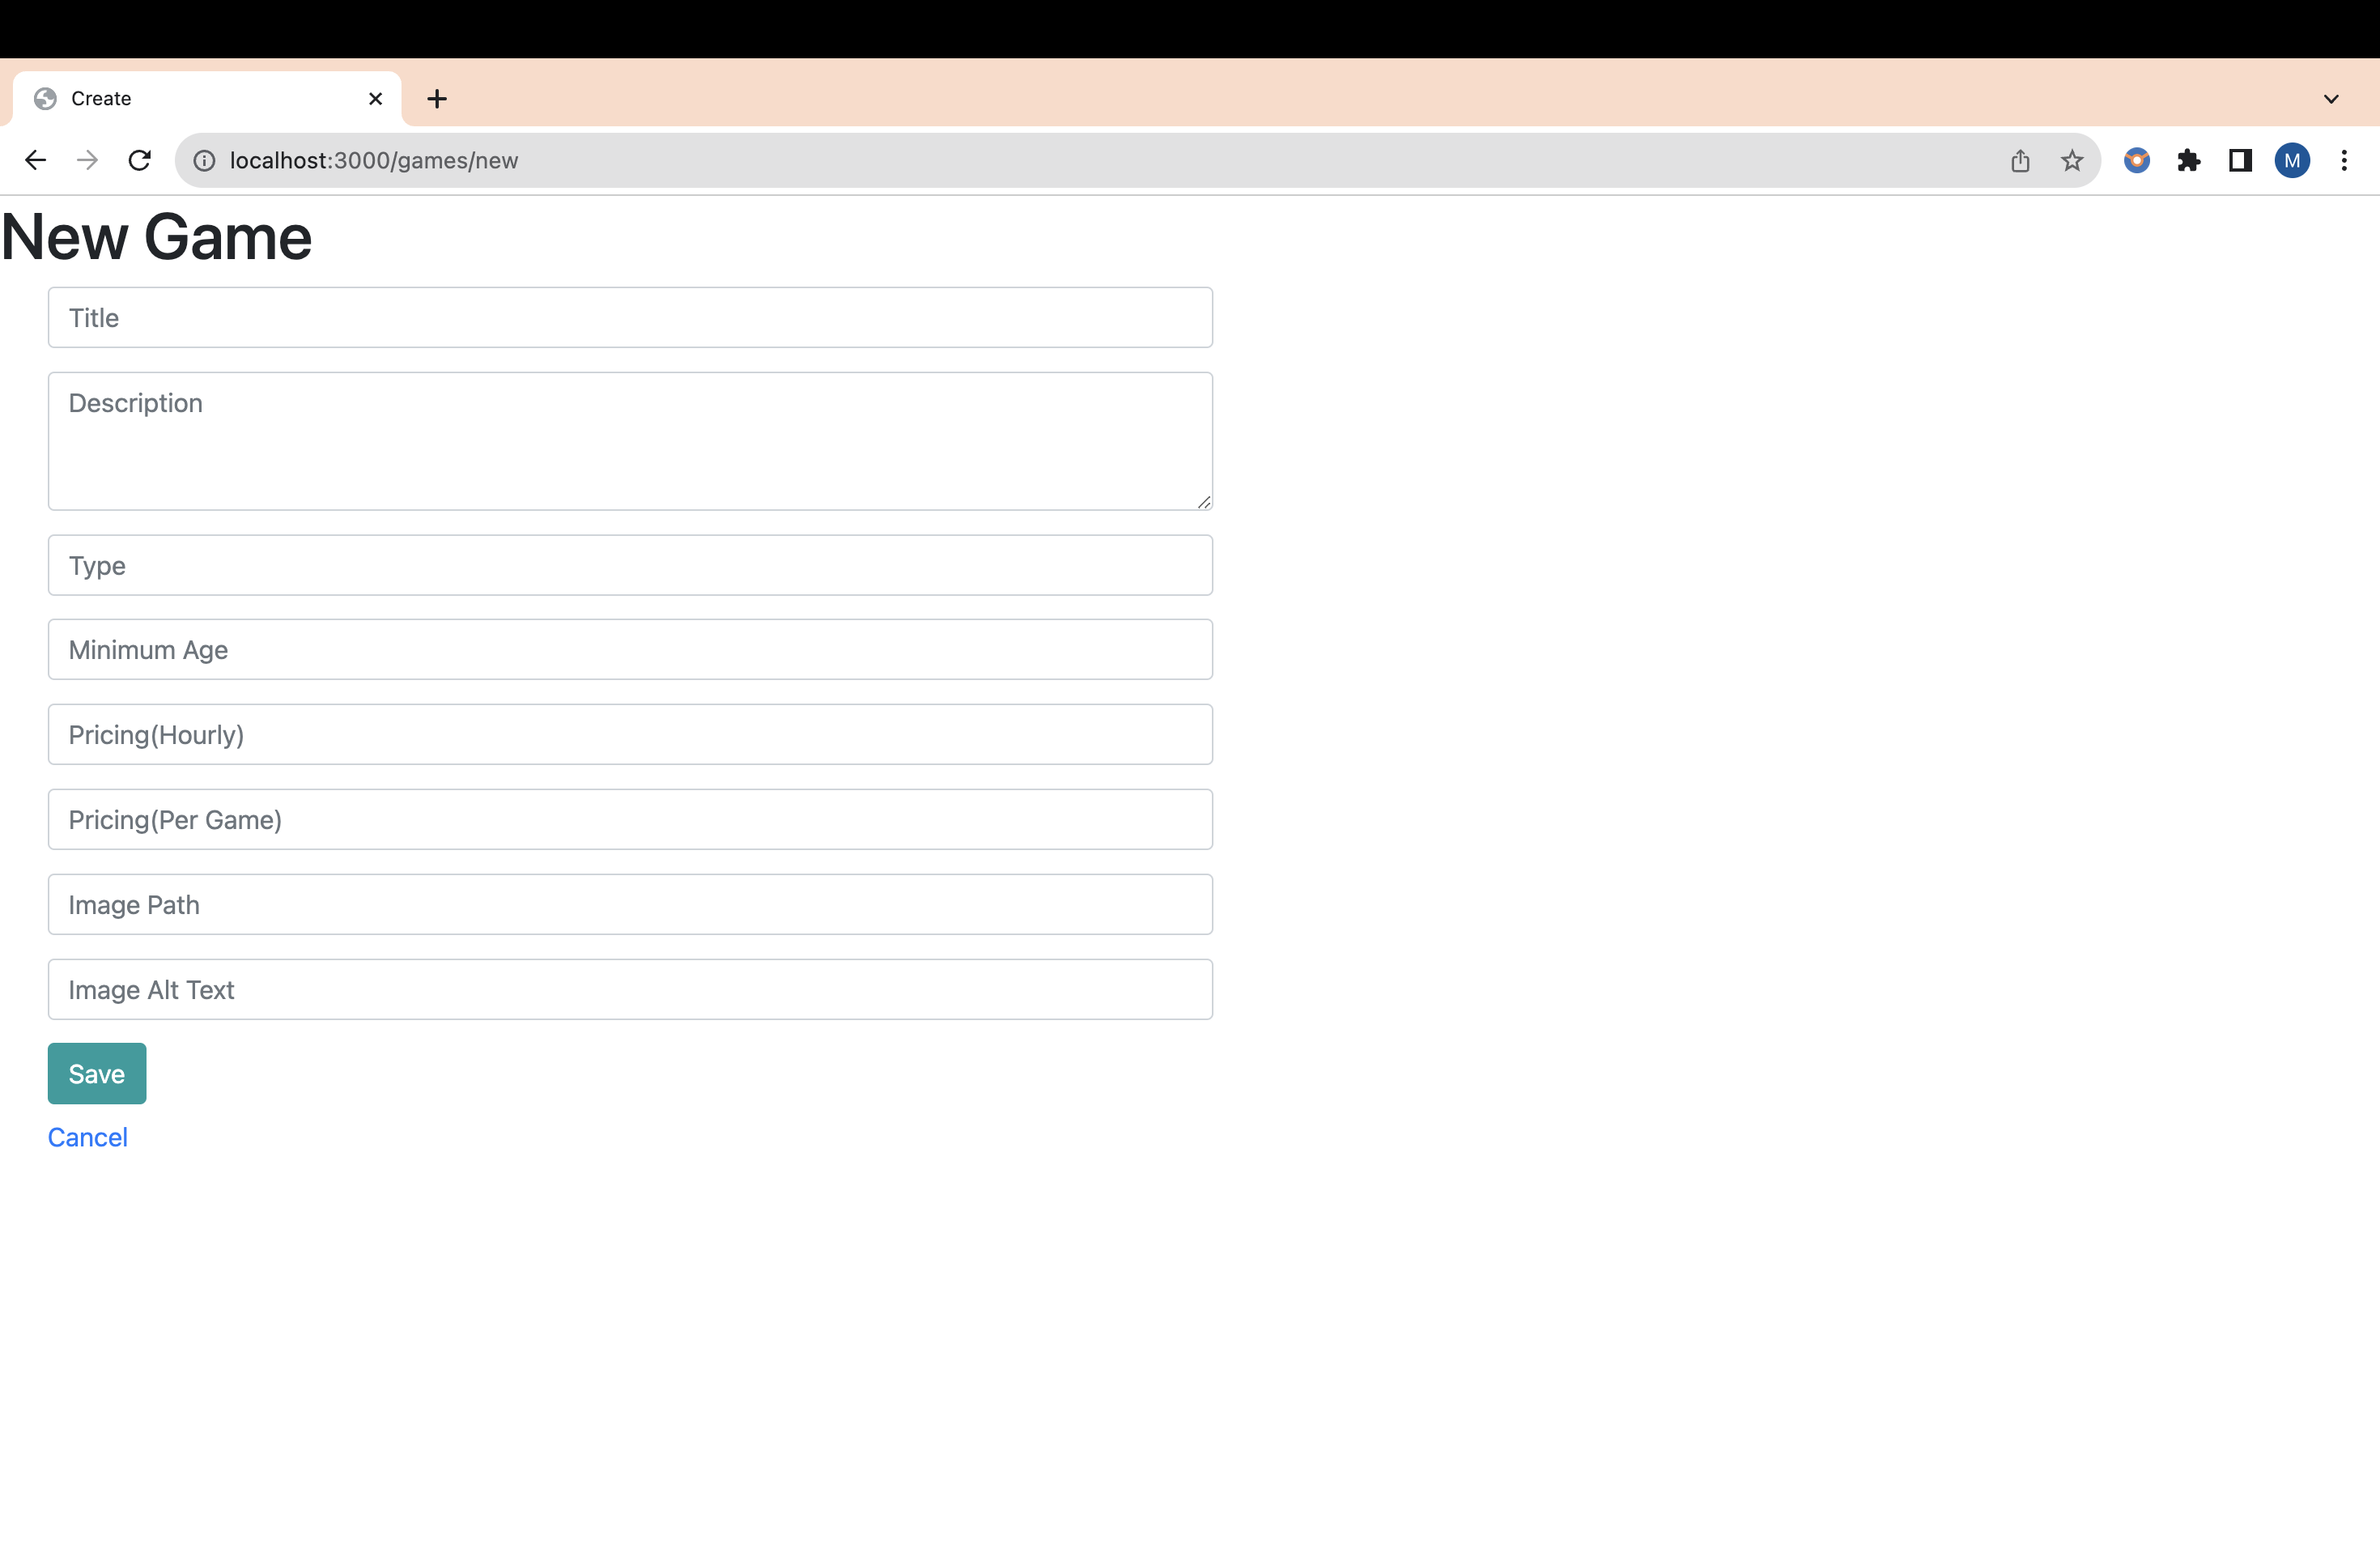 Create
localhost:3000/games/new
M
New Game
Title
Description
Type
Minimum Age
Pricing(Hourly)
Pricing(Per Game)
Image Path
Image Alt Text
Save
Cancel